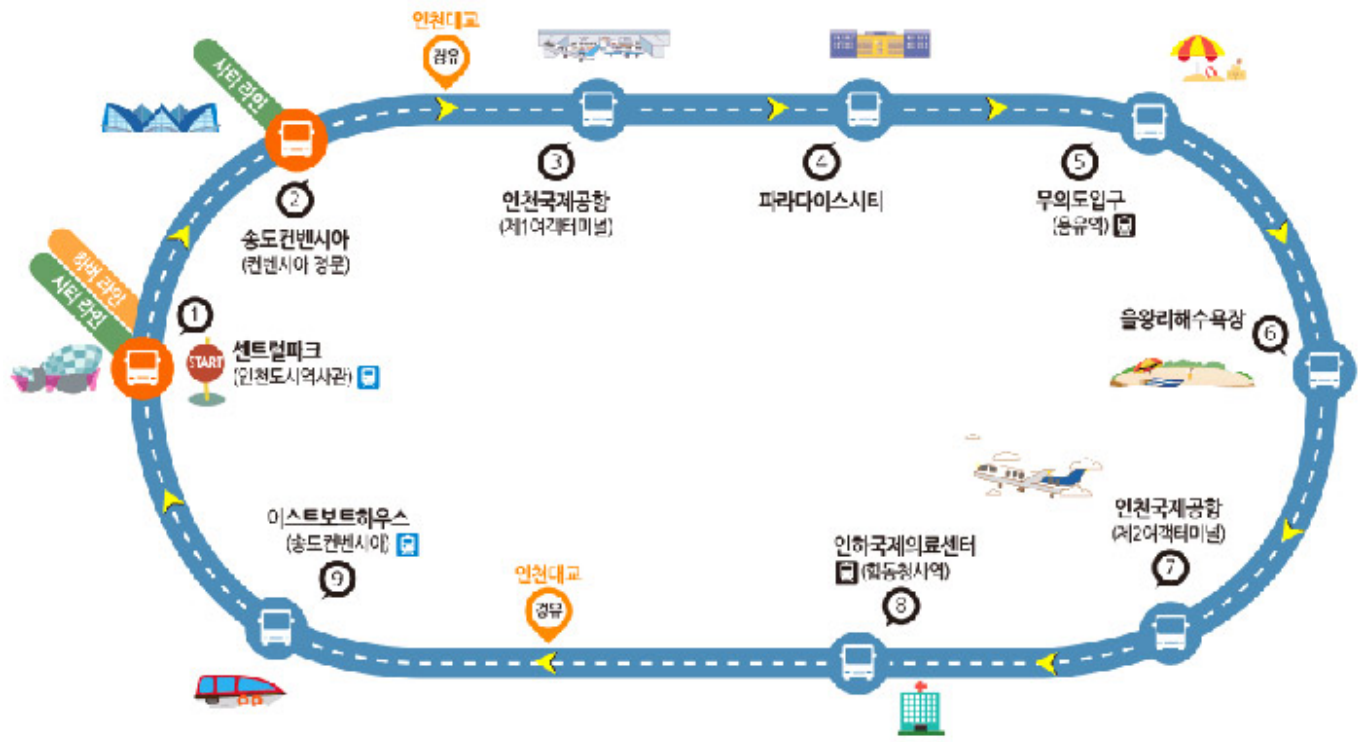 인천대교
경유
시티 라인
2
송도컨벤시아
(컨벤시아 정문)
3
인천국제공항
(제1여객터미널)
4
파라다이스시티
5
무의도입구
(용유역)
하버 라인
시티 라인
1
START
센트럴파크
(인천도시역사관)
을왕리해수욕장
6
인천국제공항
(제2여객터미널)
7
인하국제의료센터
(합동청사역)
8
인천대교
경유
이스트보트하우스
(송도컨벤시아)
9